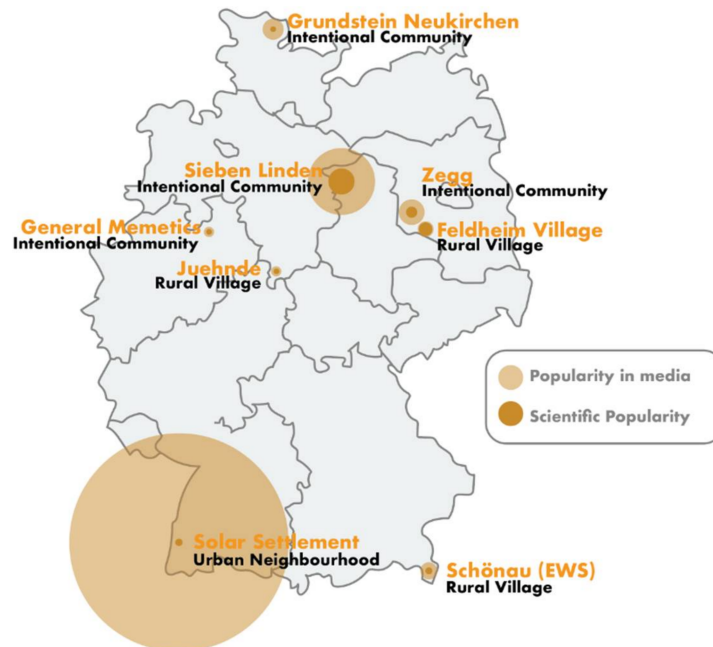 Grundstein Neukirchen
Intentional Community
Sieben Linden
Intentional Community
Zegg
Intentional Community
General Memetics
Intentional Community
Feldheim Village
Rural Village
Juehnde
Rural Village
Popularity in media
Scientific Popularity
Solar Settlement
Urban Neighbourhood
Schönau (EWS)
Rural Village